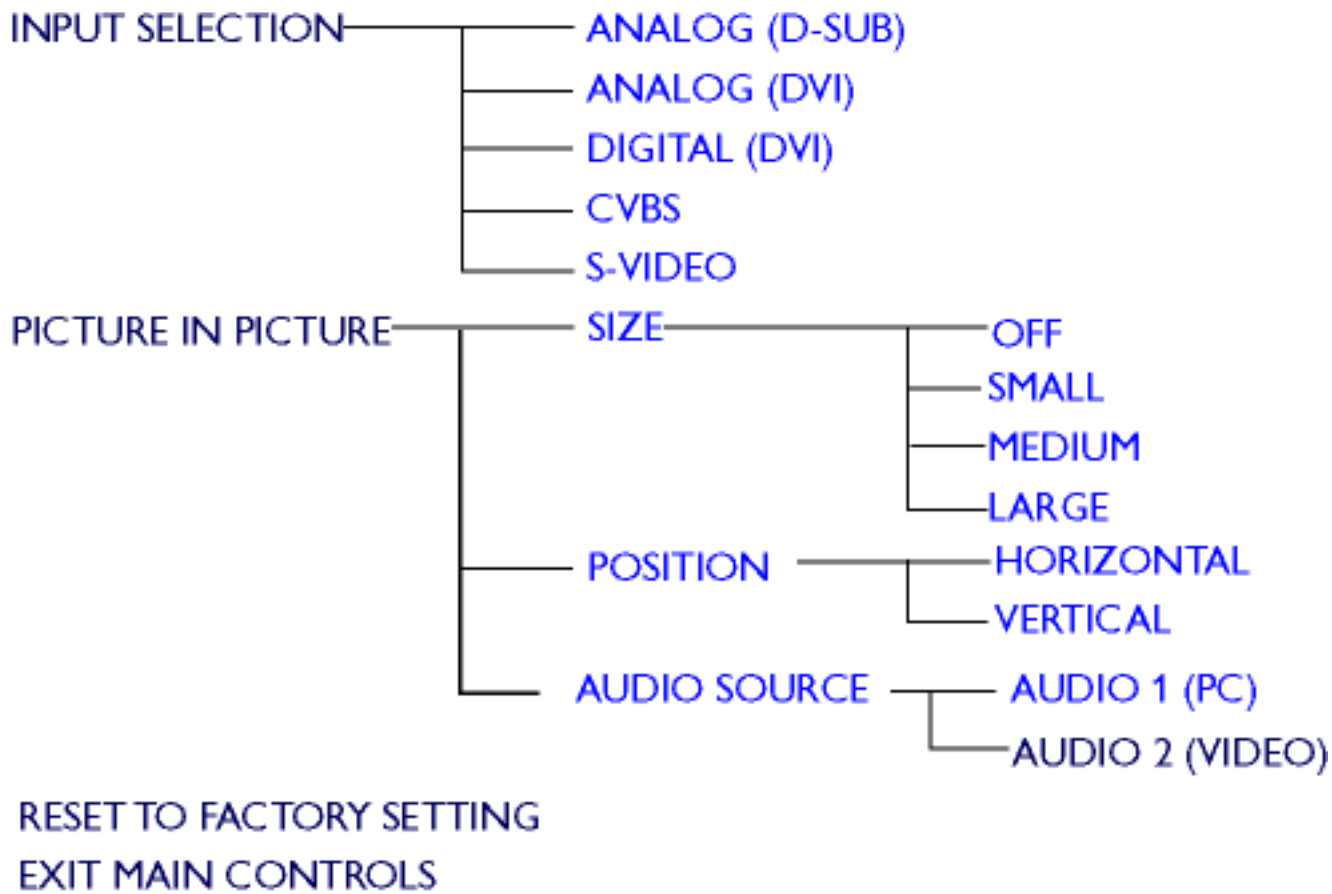 INPUT SELECTION
ANALOG (D-SUB)
ANALOG (DVI)
DIGITAL (DVI)
CVBS
S-VIDEO
PICTURE IN PICTURE
SIZE
OFF
SMALL
MEDIUM
LARGE
POSITION
HORIZONTAL
VERTICAL
AUDIO SOURCE
AUDIO 1 (PC)
AUDIO 2 (VIDEO)
RESET TO FACTORY SETTING
EXIT MAIN CONTROLS